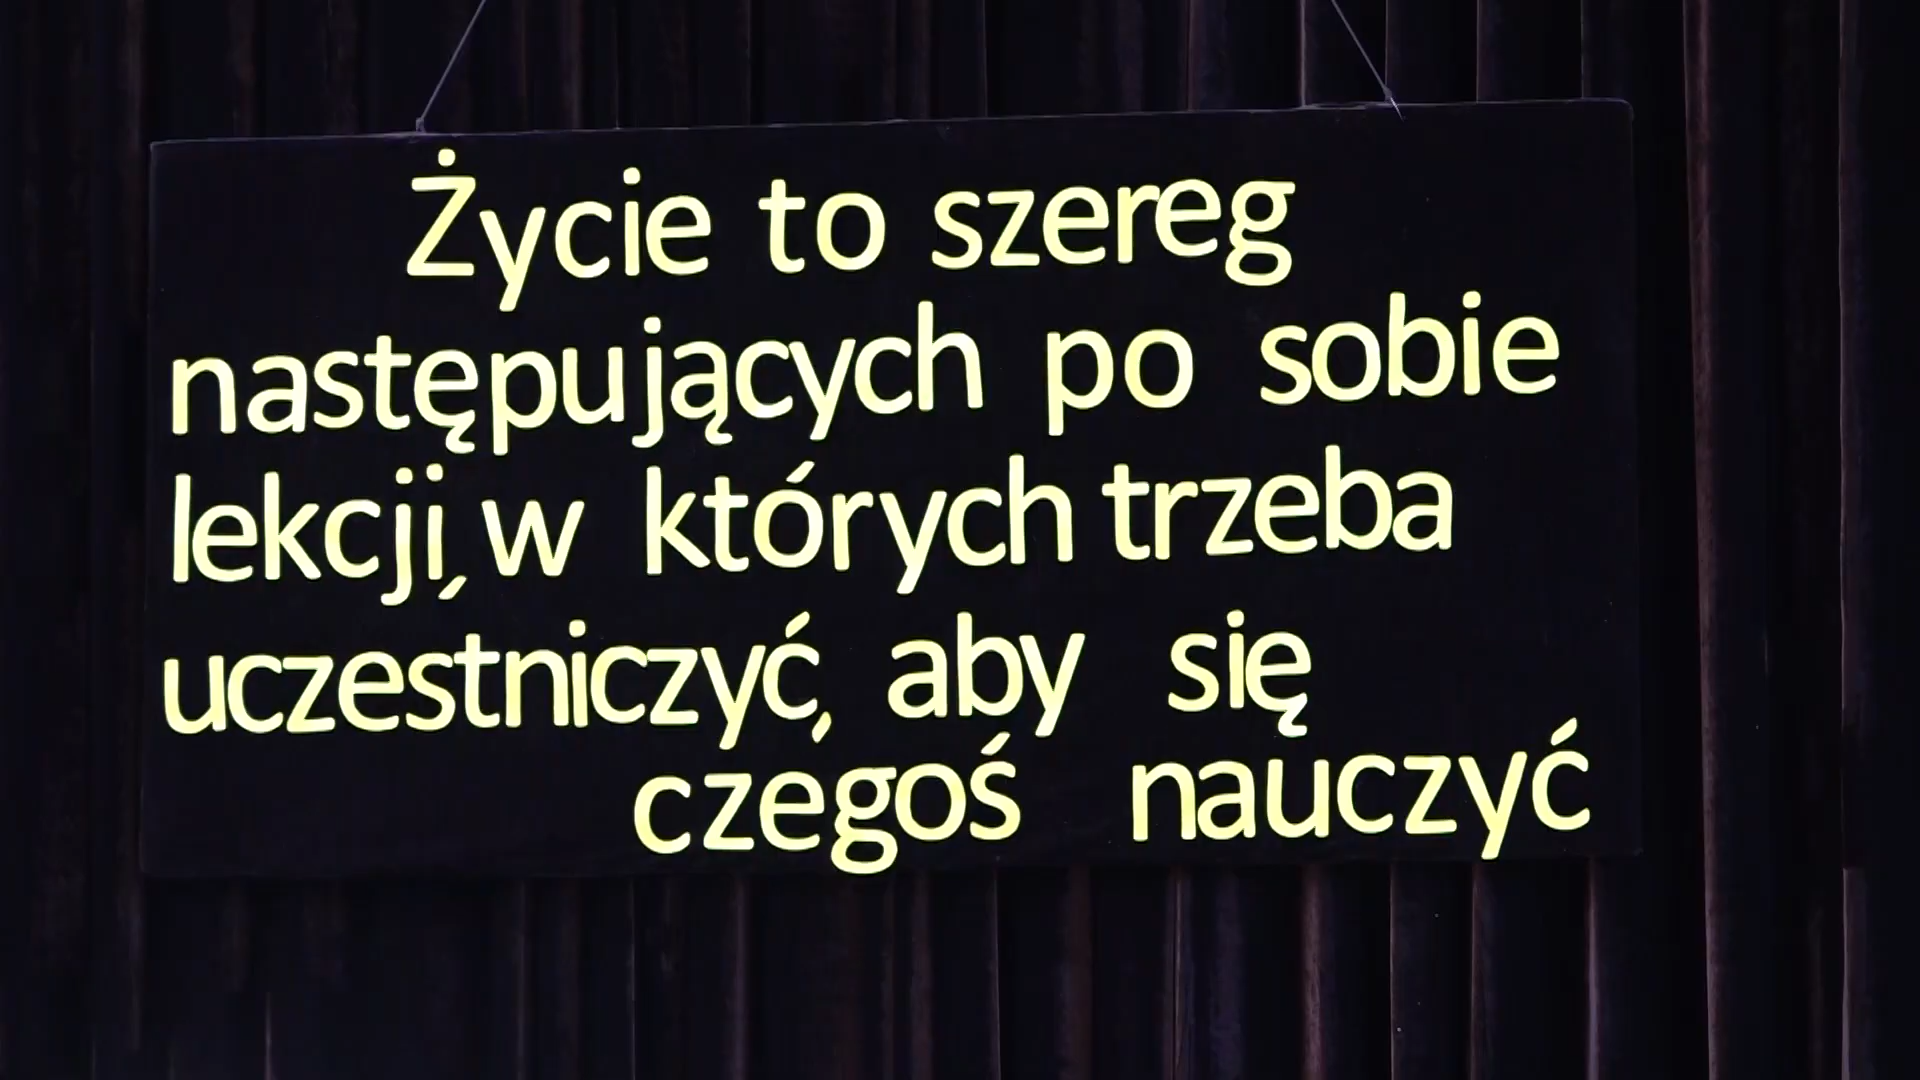 Życie to szereg
następujących po sobie
lekcji, w których trzeba
uczestniczyć, aby się
czegoś nauczyć